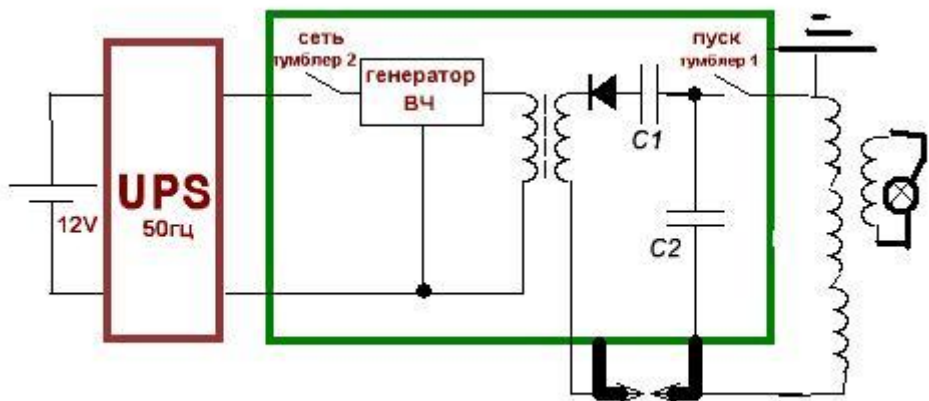 сеть
тумблер 2
генератор
ВЧ
пуск
тумблер 1
C1
UPS
50гц
12V
C2